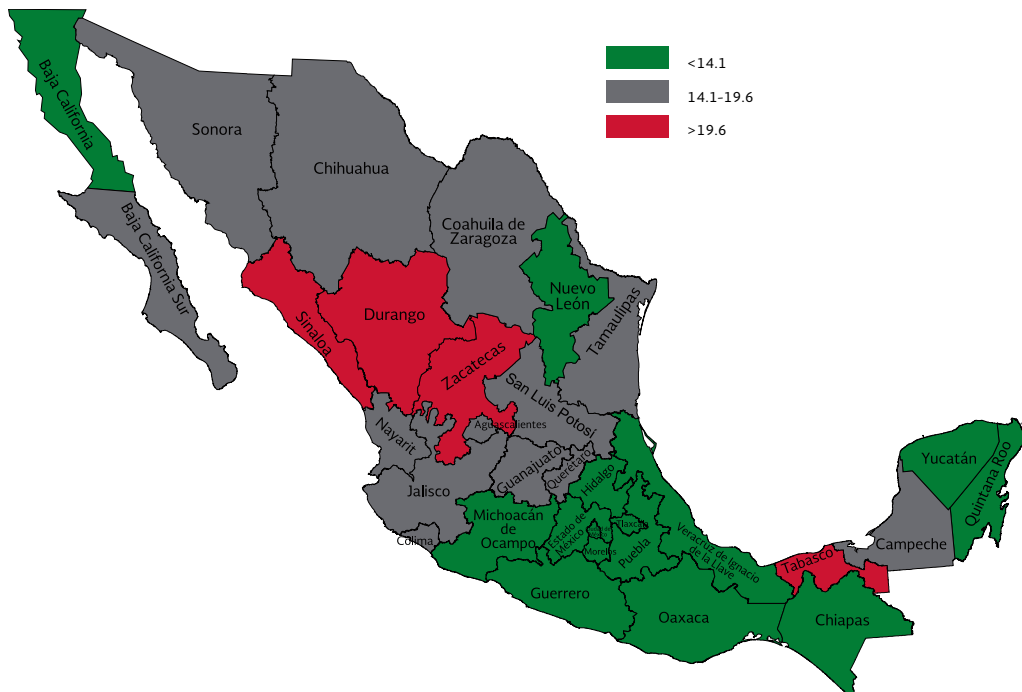 <14.1
14.1-19.6
>19.6
Baja California
Sonora
Chihuahua
Coahuila de
Zaragoza
Baja California Sur
Nuevo
León
Tamaulipas
Durango
Sinaloa
Zacatecas
San Luis Potosí
Aguascalientes
Nayarit
Guanajuato
Querétaro
Hidalgo
Jalisco
Yucatán
Quintana Roo
Michoacán
de
Ocampo
Colima
Estado de
México
Tlaxcala
Morelos
Puebla
Veracruz de Ignacio
de la Llave
Campeche
Tabasco
Guerrero
Oaxaca
Chiapas